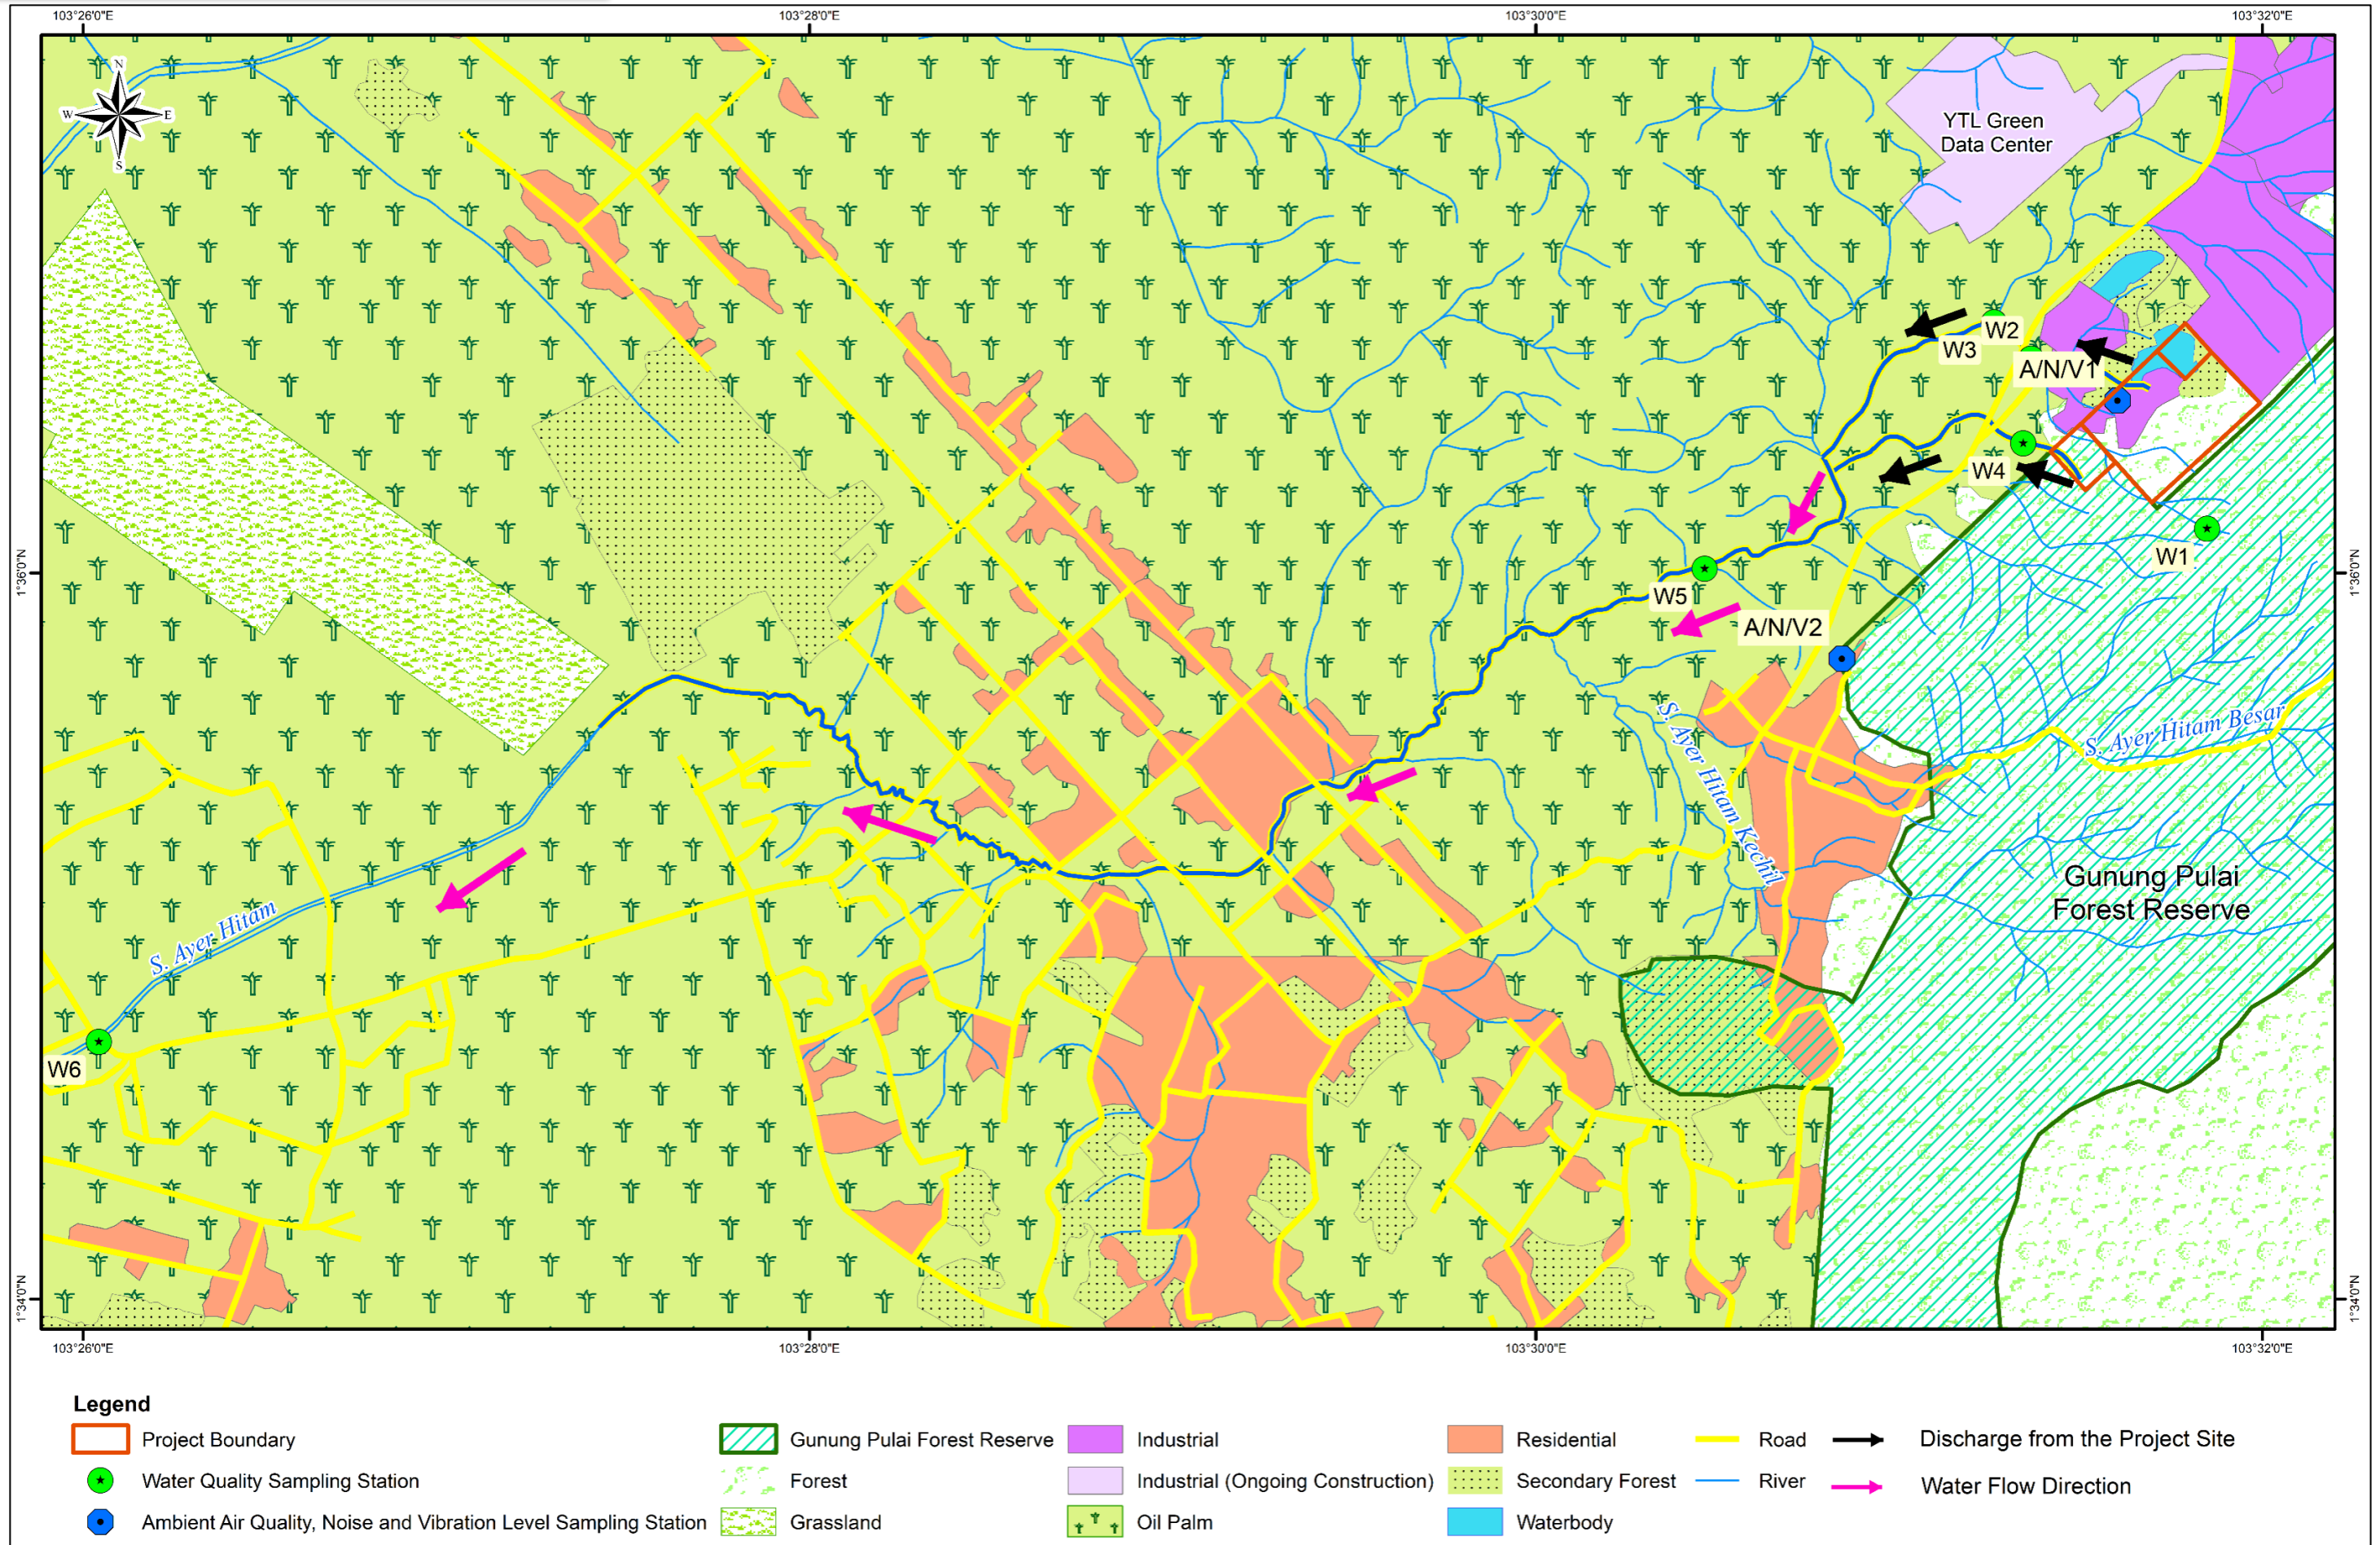 103°26'0"E
103°28'0"E
103°30'0"E
103°32'0"E
N
W
E
S
YTL Green
Data Center
W2
W3
A/N/V1
W4
W1
1°36'0"N
1°36'0"N
W5
A/N/V2
S. Ayer Hitam Kechil
S. Ayer Hitam Besar
Gunung Pulai
Forest Reserve
S. Ayer Hitam
W6
1°34'0"N
1°34'0"N
103°26'0"E
103°28'0"E
103°30'0"E
103°32'0"E
Legend
Project Boundary
Water Quality Sampling Station
Ambient Air Quality, Noise and Vibration Level Sampling Station
Gunung Pulai Forest Reserve
Forest
Grassland
Industrial
Industrial (Ongoing Construction)
Oil Palm
Residential
Secondary Forest
Waterbody
Road
River
Discharge from the Project Site
Water Flow Direction